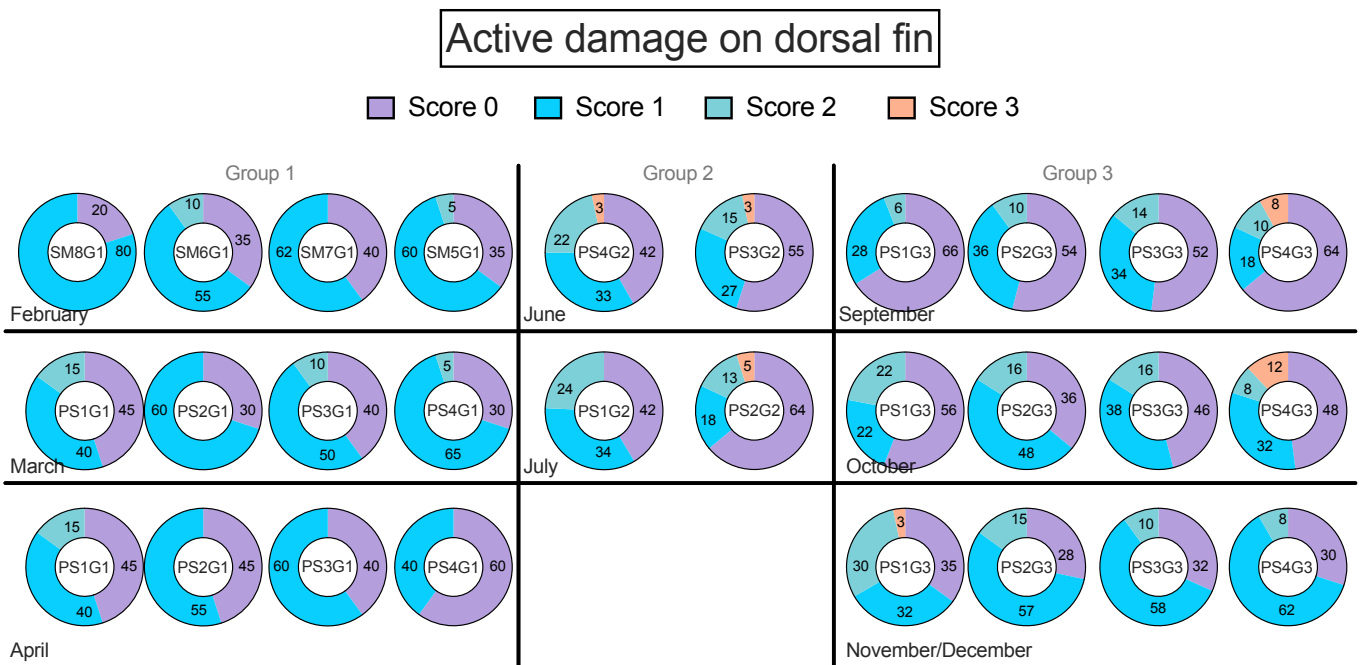 Active damage on dorsal fin
Score 0 Score 1 Score 2 Score 3
Group 1 Group 2 Group 3
20 80 SM8G1
10 35 55 SM6G1
62 40 SM7G1
5 60 35 SM5G1
February
3 22 42 33 PS4G2
3 15 55 27 PS3G2
June
6 28 66 PS1G3
10 36 54 PS2G3
14 34 52 PS3G3
8 10 18 64 PS4G3
September
15 45 40 PS1G1
60 30 PS2G1
10 40 50 PS3G1
5 30 65 PS4G1
March
24 42 34 PS1G2
5 13 18 64 PS2G2
July
22 22 56 PS1G3
16 36 48 PS2G3
16 38 46 PS3G3
12 8 32 48 PS4G3
October
15 45 40 PS1G1
45 55 PS2G1
60 40 PS3G1
40 60 PS4G1
April
3 30 35 32 PS1G3
15 28 57 PS2G3
10 32 58 PS3G3
8 30 62 PS4G3
November/December